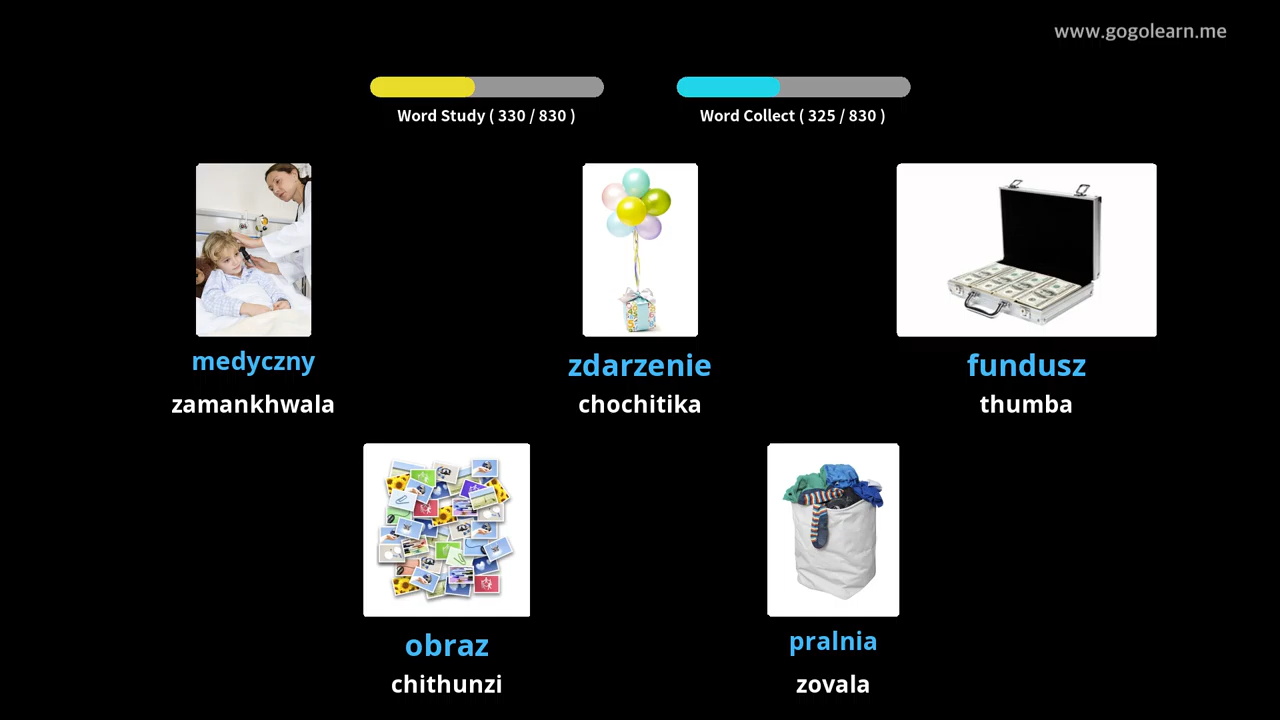 www.gogolearn.me
Word Study ( 330 / 830 )
Word Collect ( 325 / 830 )
medyczny
zamankhwala
zdarzenie
chochitika
fundusz
thumba
obraz
chithunzi
pralnia
zovala